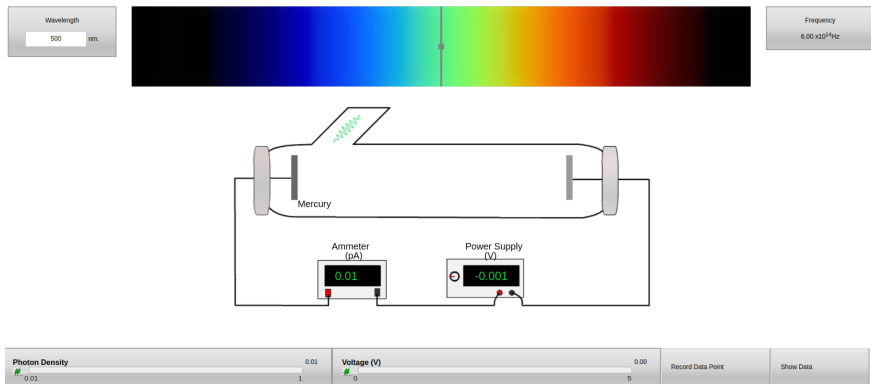 Wavelength
500 nm.
Frequency
6.00 x10¹⁴Hz
Mercury
Ammeter
(pA)
0.01
Power Supply
(V)
-0.001
Photon Density 0.01
0.01 1
Voltage (V) 0.00
0 5
Record Data Point
Show Data